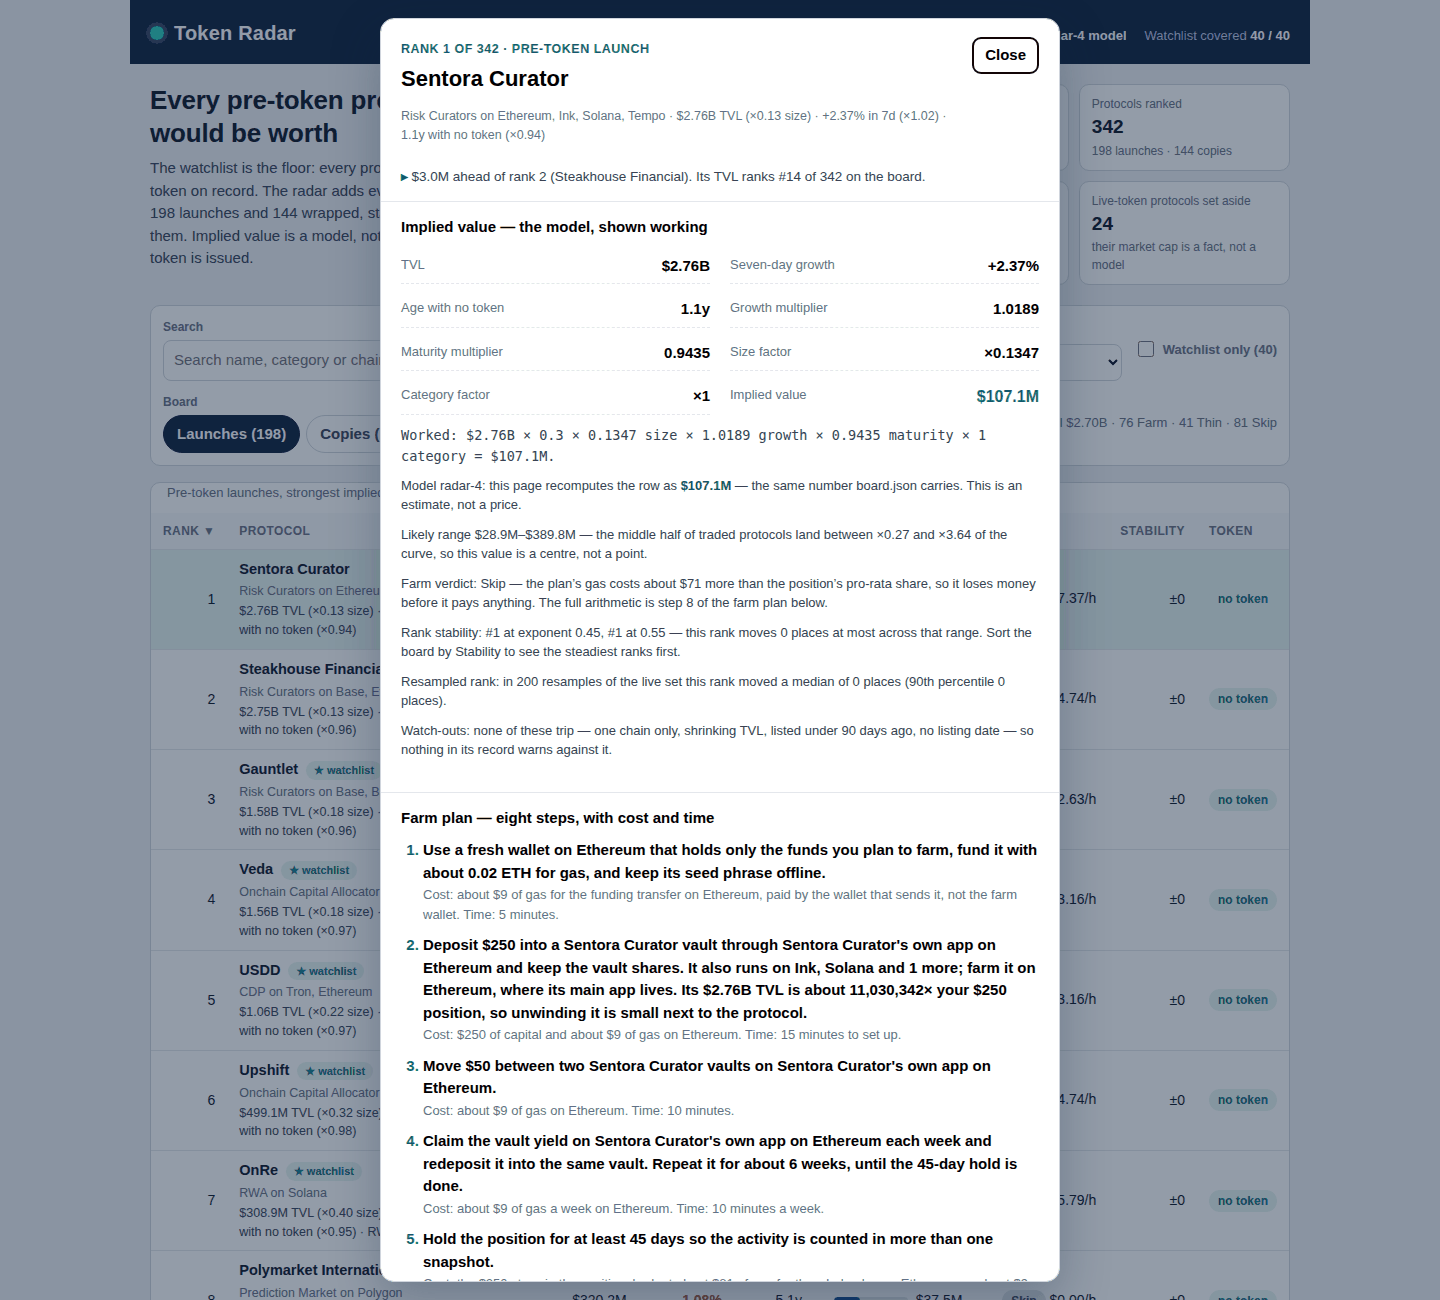 Token Radar
ar-4 model
Watchlist covered 40 / 40
Every pre-token
would be worth
The watchlist is the floor: every
token on record. The radar adds
198 launches and 144 wrapped,
them. Implied value is a model, not
token is issued.
Protocols ranked
342
198 launches · 144 copies
Live-token protocols set aside
24
their market cap is a fact, not a
model
Search
Search name, category or chain
Watchlist only (40)
Board
Launches (198)
Copies (
$2.70B · 76 Farm · 41 Thin · 81 Skip
Pre-token launches, strongest implied
RANK ▼ PROTOCOL STABILITY TOKEN
1
Sentora Curator
Risk Curators on Ethereu
$2.76B TVL (×0.13 size) ·
with no token (×0.94)
7.37/h ±0 no token
2
Steakhouse Financia
Risk Curators on Base, E
$2.75B TVL (×0.13 size) ·
with no token (×0.96)
4.74/h ±0 no token
3
Gauntlet ★ watchlist
Risk Curators on Base, B
$1.58B TVL (×0.18 size) ·
with no token (×0.96)
2.63/h ±0 no token
4
Veda ★ watchlist
Onchain Capital Allocator
$1.56B TVL (×0.18 size) ·
with no token (×0.97)
3.16/h ±0 no token
5
USDD ★ watchlist
CDP on Tron, Ethereum
$1.06B TVL (×0.22 size) ·
with no token (×0.97)
3.16/h ±0 no token
6
Upshift ★ watchlist
Onchain Capital Allocator
$499.1M TVL (×0.32 size)
with no token (×0.98)
4.74/h ±0 no token
7
OnRe ★ watchlist
RWA on Solana
$308.9M TVL (×0.40 size)
with no token (×0.95) · RW
5.79/h ±0 no token
8
Polymarket Internati
Prediction Market on Polygon
$320.2M 1.08% 5.1y $37.5M Skip $0.00/h ±0 no token
RANK 1 OF 342 · PRE-TOKEN LAUNCH
Close
Sentora Curator
Risk Curators on Ethereum, Ink, Solana, Tempo · $2.76B TVL (×0.13 size) · +2.37% in 7d (×1.02) ·
1.1y with no token (×0.94)
▸ $3.0M ahead of rank 2 (Steakhouse Financial). Its TVL ranks #14 of 342 on the board.
Implied value — the model, shown working
TVL $2.76B Seven-day growth +2.37%
Age with no token 1.1y Growth multiplier 1.0189
Maturity multiplier 0.9435 Size factor ×0.1347
Category factor ×1 Implied value $107.1M
Worked: $2.76B × 0.3 × 0.1347 size × 1.0189 growth × 0.9435 maturity × 1
category = $107.1M.
Model radar-4: this page recomputes the row as $107.1M — the same number board.json carries. This is an
estimate, not a price.
Likely range $28.9M–$389.8M — the middle half of traded protocols land between ×0.27 and ×3.64 of the
curve, so this value is a centre, not a point.
Farm verdict: Skip — the plan’s gas costs about $71 more than the position’s pro-rata share, so it loses money
before it pays anything. The full arithmetic is step 8 of the farm plan below.
Rank stability: #1 at exponent 0.45, #1 at 0.55 — this rank moves 0 places at most across that range. Sort the
board by Stability to see the steadiest ranks first.
Resampled rank: in 200 resamples of the live set this rank moved a median of 0 places (90th percentile 0
places).
Watch-outs: none of these trip — one chain only, shrinking TVL, listed under 90 days ago, no listing date — so
nothing in its record warns against it.
Farm plan — eight steps, with cost and time
1. Use a fresh wallet on Ethereum that holds only the funds you plan to farm, fund it with
about 0.02 ETH for gas, and keep its seed phrase offline.
Cost: about $9 of gas for the funding transfer on Ethereum, paid by the wallet that sends it, not the farm
wallet. Time: 5 minutes.
2. Deposit $250 into a Sentora Curator vault through Sentora Curator's own app on
Ethereum and keep the vault shares. It also runs on Ink, Solana and 1 more; farm it on
Ethereum, where its main app lives. Its $2.76B TVL is about 11,030,342× your $250
position, so unwinding it is small next to the protocol.
Cost: $250 of capital and about $9 of gas on Ethereum. Time: 15 minutes to set up.
3. Move $50 between two Sentora Curator vaults on Sentora Curator's own app on
Ethereum.
Cost: about $9 of gas on Ethereum. Time: 10 minutes.
4. Claim the vault yield on Sentora Curator's own app on Ethereum each week and
redeposit it into the same vault. Repeat it for about 6 weeks, until the 45-day hold is
done.
Cost: about $9 of gas a week on Ethereum. Time: 10 minutes a week.
5. Hold the position for at least 45 days so the activity is counted in more than one
snapshot.